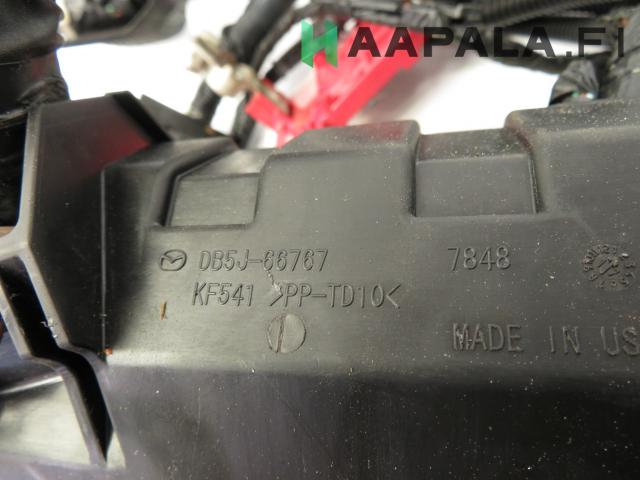 HAAPALA.FI
DB5J-66767 7848
KF541 >PP-TD10<
MADE IN US